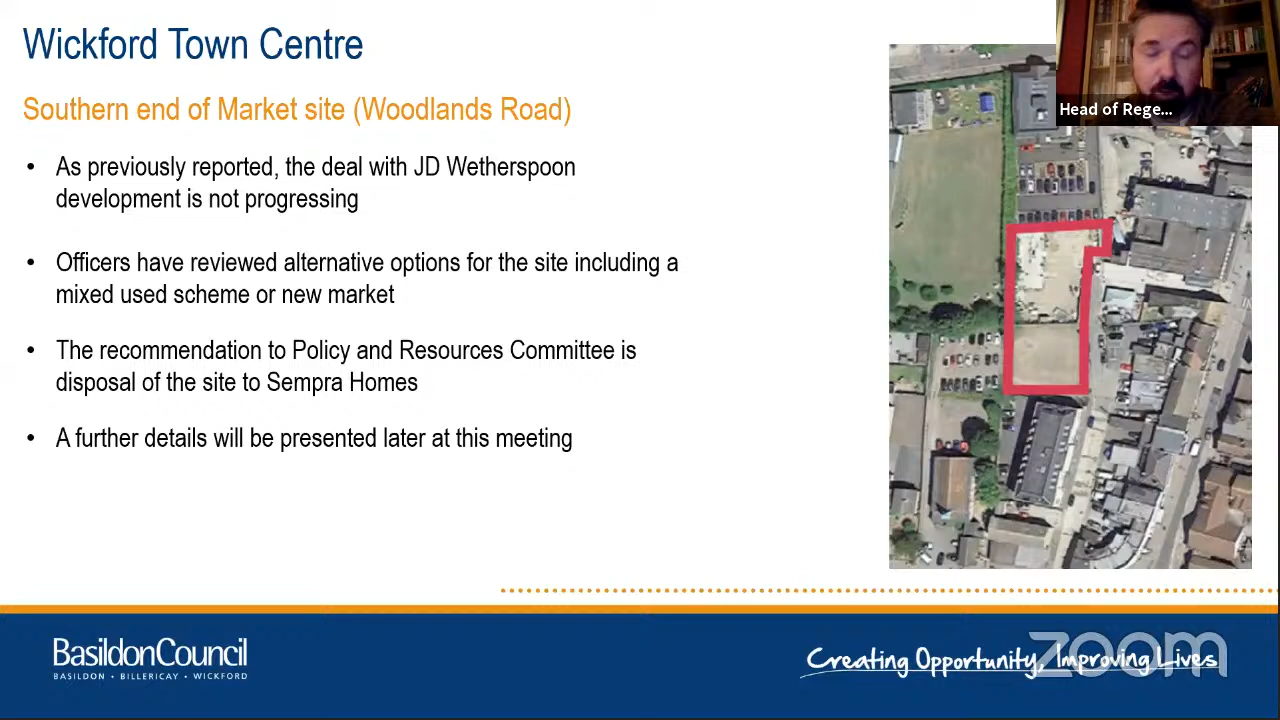 Wickford Town Centre
Head of Rege...
Southern end of Market site (Woodlands Road)
• As previously reported, the deal with JD Wetherspoon
development is not progressing
• Officers have reviewed alternative options for the site including a
mixed used scheme or new market
• The recommendation to Policy and Resources Committee is
disposal of the site to Sempra Homes
• A further details will be presented later at this meeting
BasildonCouncil
BASILDON • BILLERICAY • WICKFORD
Creating Opportunity, Improving Lives
zoom